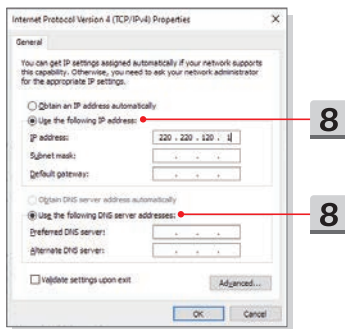 Internet Protocol Version 4 (TCP/IPv4) Properties
General
You can get IP settings assigned automatically if your network supports
this capability. Otherwise, you need to ask your network administrator
for the appropriate IP settings.
Obtain an IP address automatically
Use the following IP address:
8
IP address: 220 . 220 . 120 . 1
Subnet mask: . . .
Default gateway: . . .
Obtain DNS server address automatically
Use the following DNS server addresses:
8
Preferred DNS server: . . .
Alternate DNS server: . . .
Validate settings upon exit
Advanced...
OK Cancel